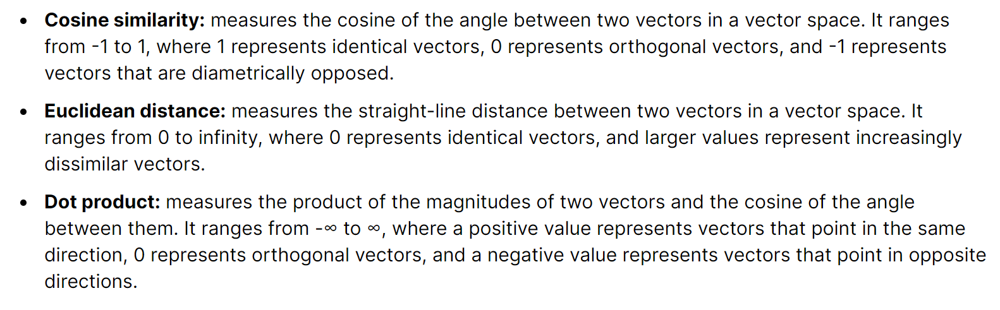 • Cosine similarity: measures the cosine of the angle between two vectors in a vector space. It ranges
from -1 to 1, where 1 represents identical vectors, 0 represents orthogonal vectors, and -1 represents
vectors that are diametrically opposed.
• Euclidean distance: measures the straight-line distance between two vectors in a vector space. It
ranges from 0 to infinity, where 0 represents identical vectors, and larger values represent increasingly
dissimilar vectors.
• Dot product: measures the product of the magnitudes of two vectors and the cosine of the angle
between them. It ranges from -∞ to ∞, where a positive value represents vectors that point in the same
direction, 0 represents orthogonal vectors, and a negative value represents vectors that point in opposite
directions.